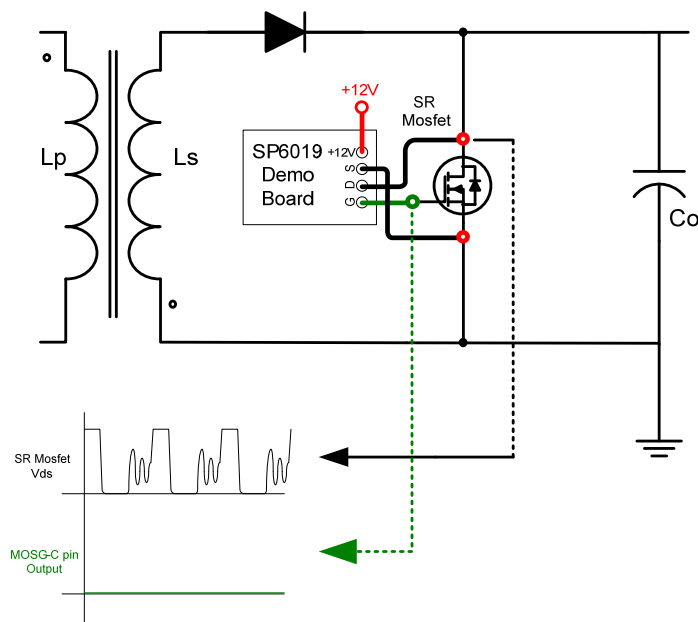 +12V
SR
Mosfet
SP6019 +12V
Demo
Board
S
D
G
Lp
Ls
Co
SR Mosfet
Vds
MOSG-C pin
Output